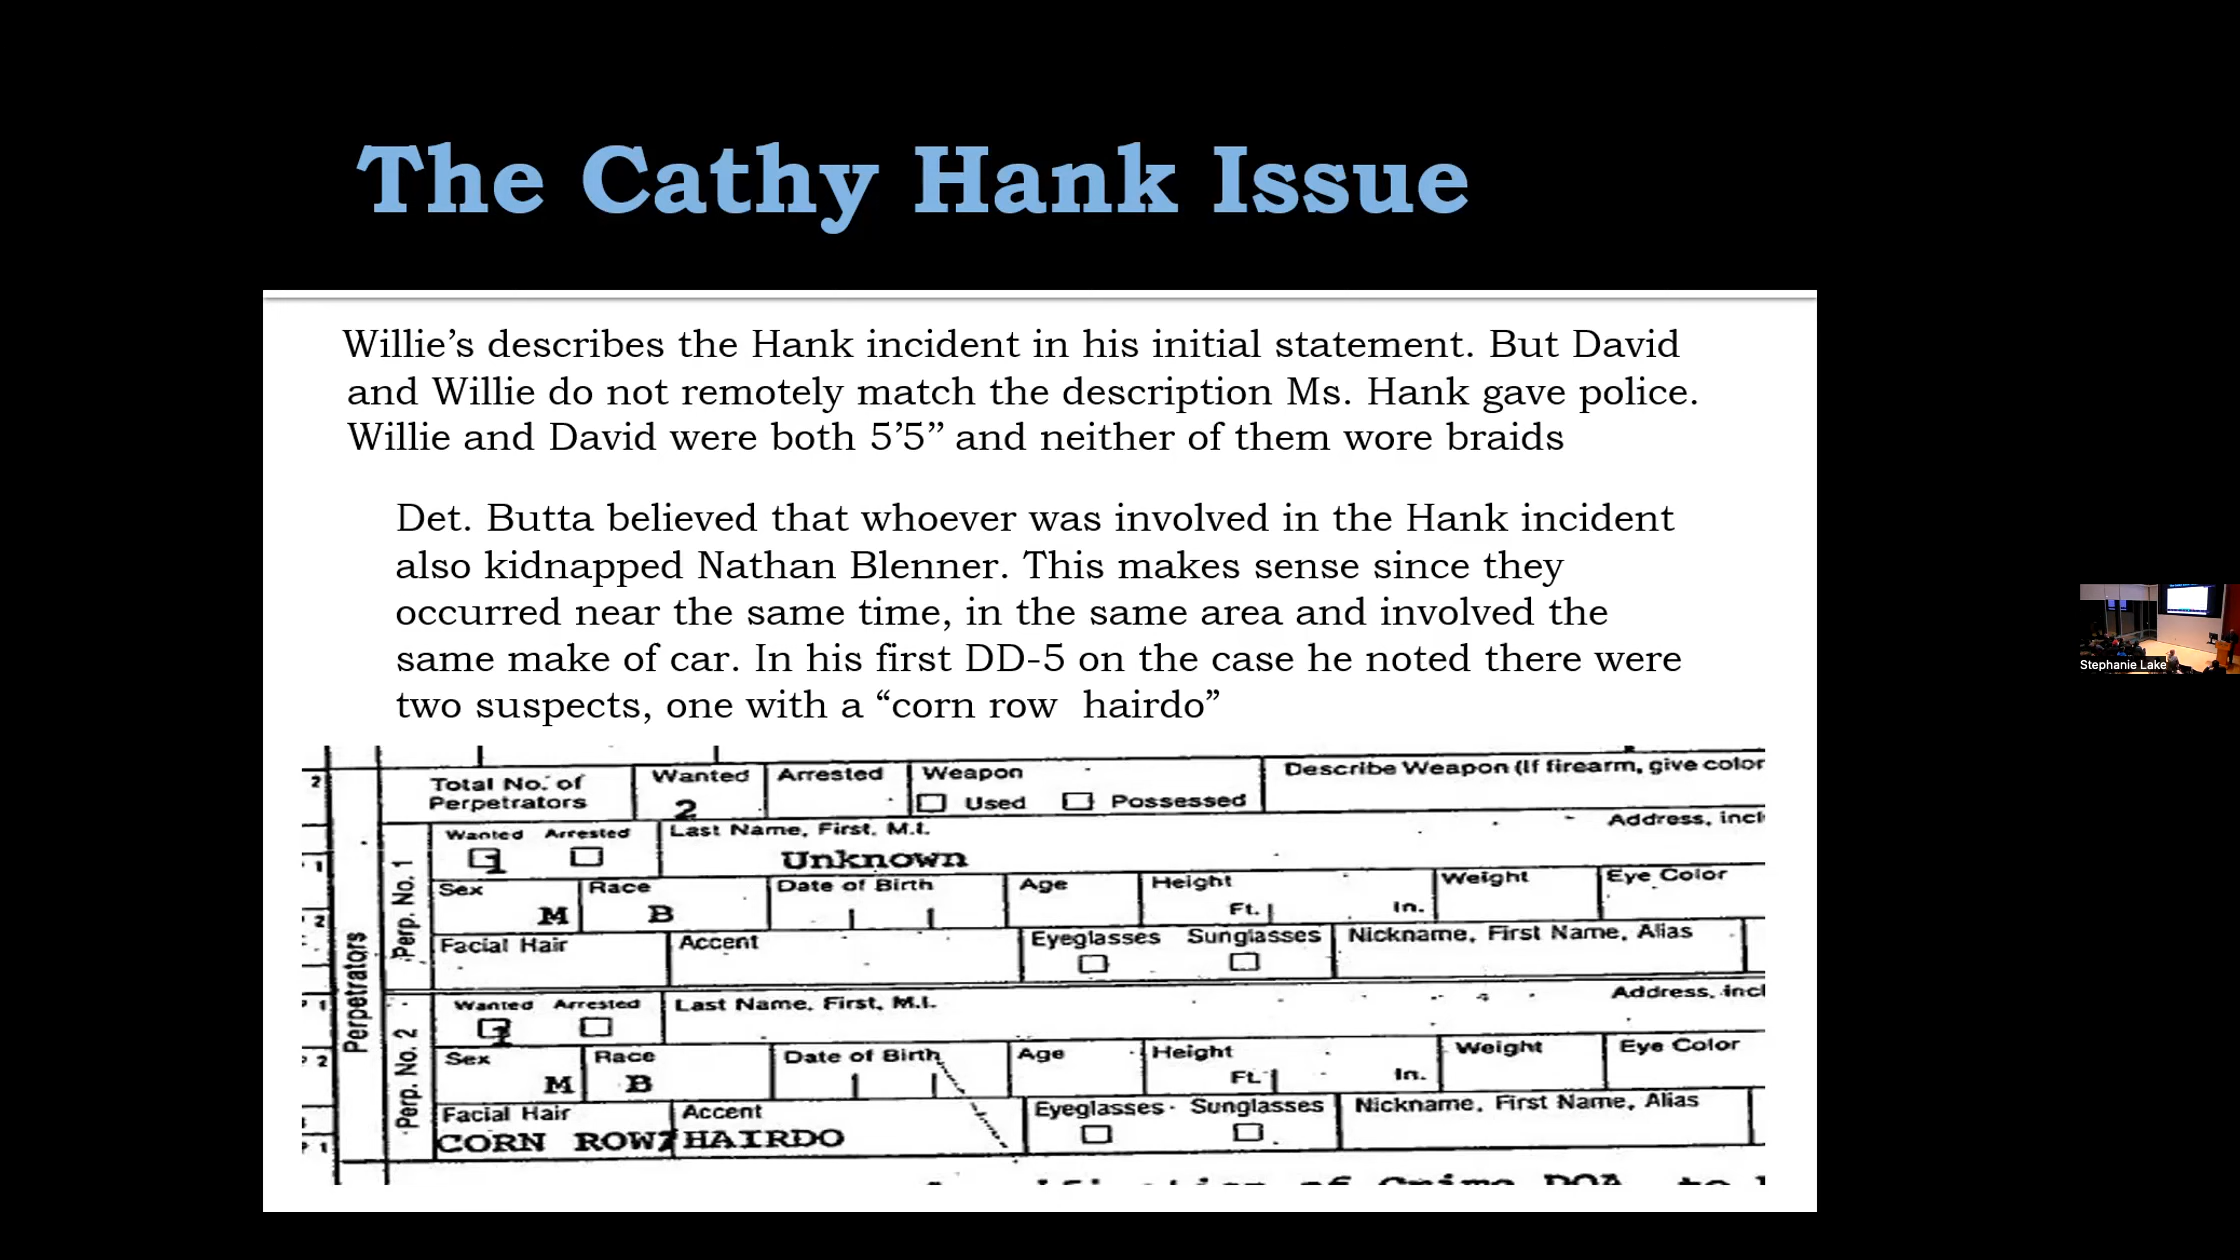 The Cathy Hank Issue
Willie’s describes the Hank incident in his initial statement. But David
and Willie do not remotely match the description Ms. Hank gave police.
Willie and David were both 5’5” and neither of them wore braids
Det. Butta believed that whoever was involved in the Hank incident
also kidnapped Nathan Blenner. This makes sense since they
occurred near the same time, in the same area and involved the
same make of car. In his first DD-5 on the case he noted there were
two suspects, one with a “corn row hairdo”
Stephanie Lake
Perpetrators
2
Total No. of Perpetrators
Wanted Arrested Weapon Describe Weapon (If firearm, give color
2 Used Possessed
Perp. No. 1
Wanted Arrested Last Name, First, M.I. Address, incl
1 Unknown
Sex Race Date of Birth Age Height Weight Eye Color
M B Ft. In.
Facial Hair Accent Eyeglasses Sunglasses Nickname, First Name, Alias
Perp. No. 2
Wanted Arrested Last Name, First, M.I. Address, incl
1
Sex Race Date of Birth Age Height Weight Eye Color
M B Ft. In.
Facial Hair Accent Eyeglasses Sunglasses Nickname, First Name, Alias
CORN ROW HAIRDO
of Crime DOA to